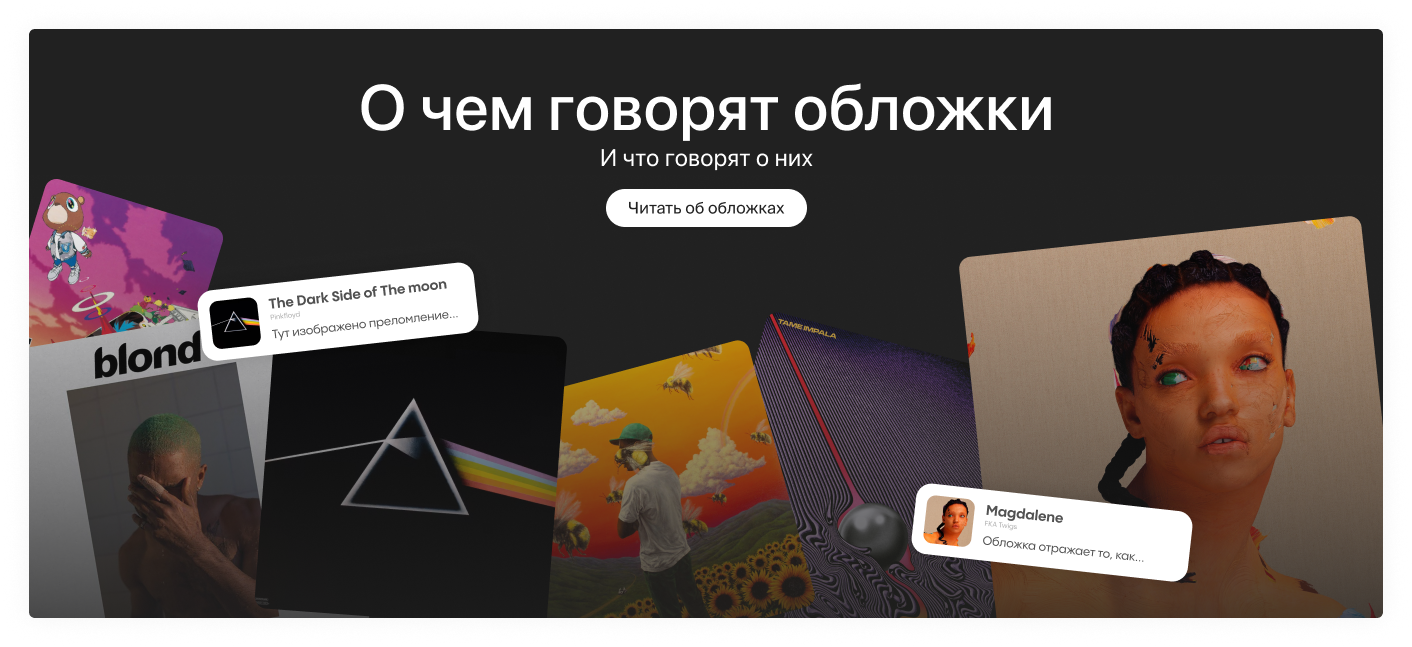 О чем говорят обложки
И что говорят о них
Читать об обложках
The Dark Side of The moon
Pinkfloyd
Тут изображено преломление...
blond
TAME IMPALA
Magdalene
FKA Twigs
Обложка отражает то, как...